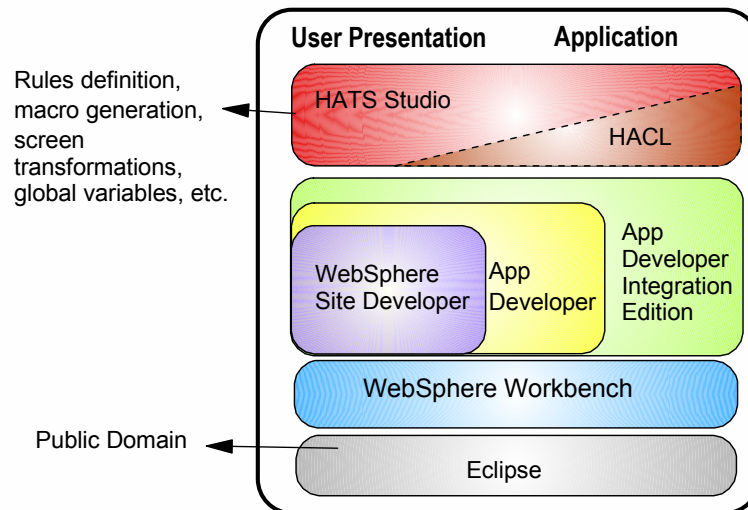 User Presentation
Application
Rules definition,
macro generation,
screen
transformations,
global variables, etc.
HATS Studio
HACL
WebSphere
Site Developer
App
Developer
App
Developer
Integration
Edition
WebSphere Workbench
Public Domain
Eclipse